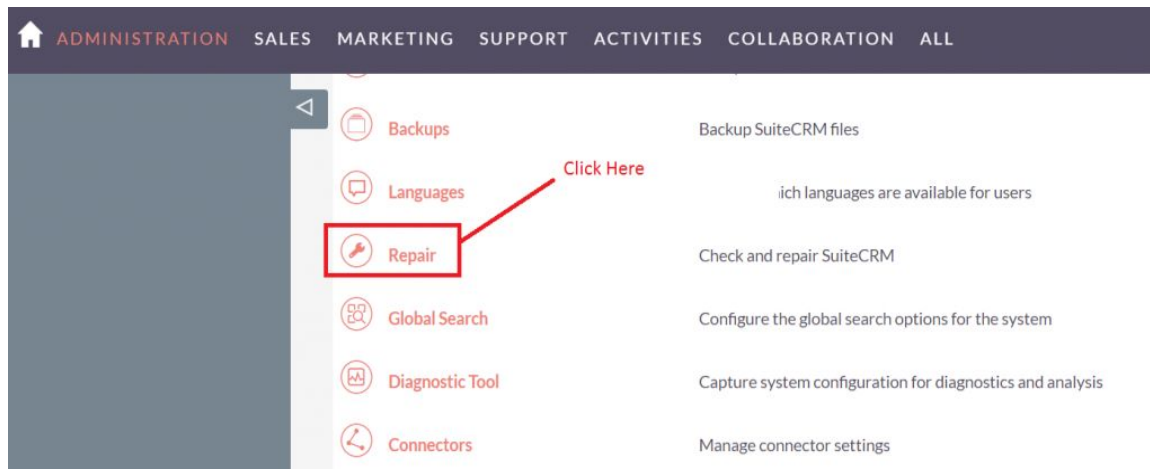 ADMINISTRATION SALES MARKETING SUPPORT ACTIVITIES COLLABORATION ALL
Backups Backup SuiteCRM files
Click Here
Languages ich languages are available for users
Repair Check and repair SuiteCRM
Global Search Configure the global search options for the system
Diagnostic Tool Capture system configuration for diagnostics and analysis
Connectors Manage connector settings